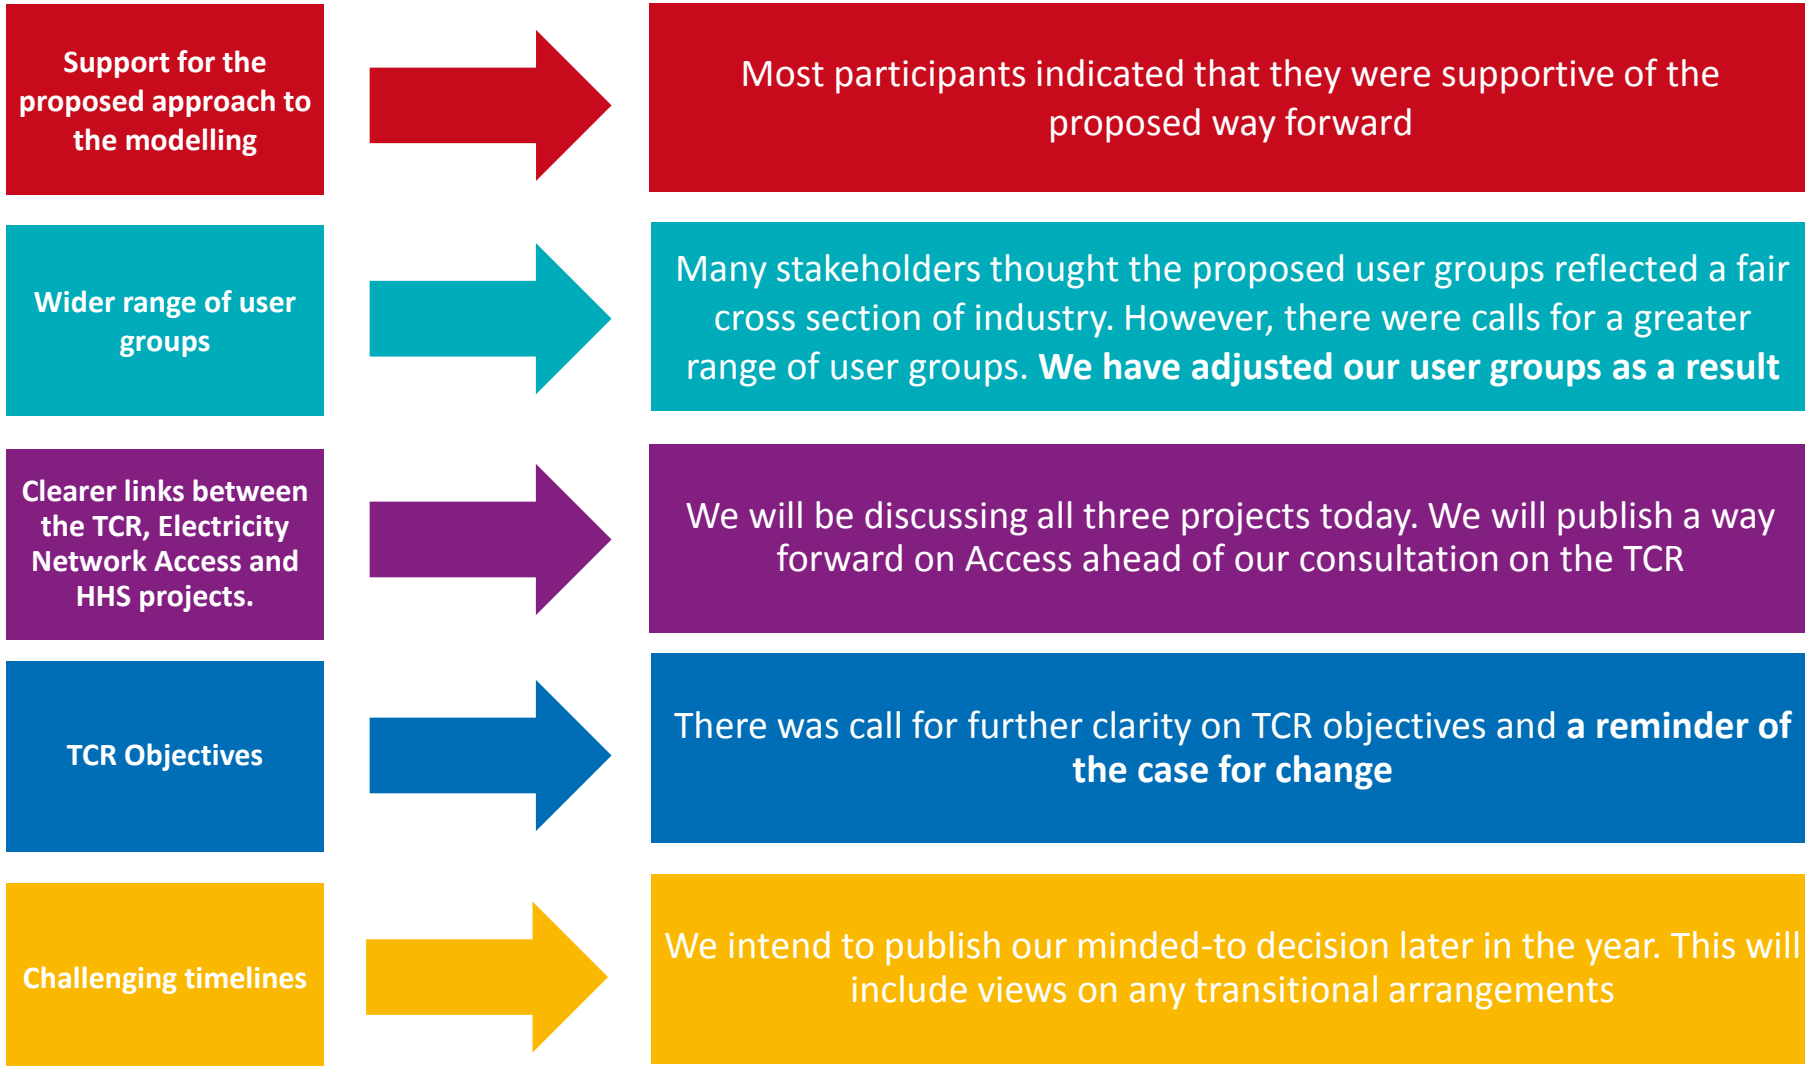 Support for the
proposed approach to
the modelling
Most participants indicated that they were supportive of the
proposed way forward
Wider range of user
groups
Many stakeholders thought the proposed user groups reflected a fair
cross section of industry. However, there were calls for a greater
range of user groups. We have adjusted our user groups as a result
Clearer links between
the TCR, Electricity
Network Access and
HHS projects.
We will be discussing all three projects today. We will publish a way
forward on Access ahead of our consultation on the TCR
TCR Objectives
There was call for further clarity on TCR objectives and a reminder of
the case for change
Challenging timelines
We intend to publish our minded-to decision later in the year. This will
include views on any transitional arrangements